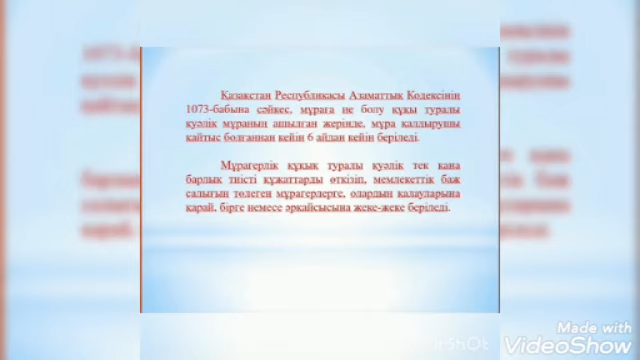 Қазақстан Республикасы Азаматтық Кодексінің
1073-бабына сәйкес, мұраға ие болу құқы туралы
куәлік мұраның ашылған жерінде, мұра қалдырушы
қайтыс болғаннан кейін 6 айдан кейін беріледі.
Мұрагерлік құқық туралы куәлік тек қана
барлық тиісті құжаттарды өткізіп, мемлекеттік баж
салығын төлеген мұрагерлерге, олардың қалауларына
қарай, бірге немесе әрқайсысына жеке-жеке беріледі.
Made with
VideoShow